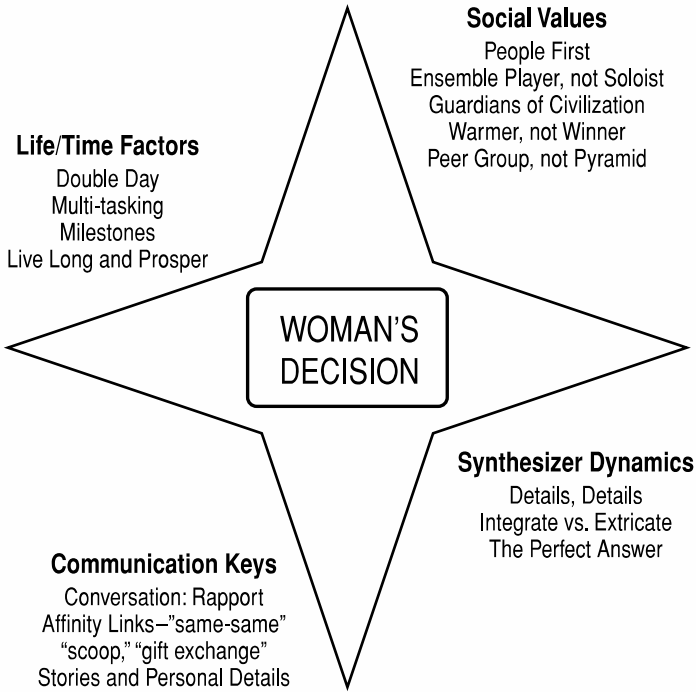 Social Values
People First
Ensemble Player, not Soloist
Guardians of Civilization
Warmer, not Winner
Peer Group, not Pyramid
Life/Time Factors
Double Day
Multi-tasking
Milestones
Live Long and Prosper
WOMAN'S
DECISION
Synthesizer Dynamics
Details, Details
Integrate vs. Extricate
The Perfect Answer
Communication Keys
Conversation: Rapport
Affinity Links–”same-same”
“scoop,” “gift exchange”
Stories and Personal Details